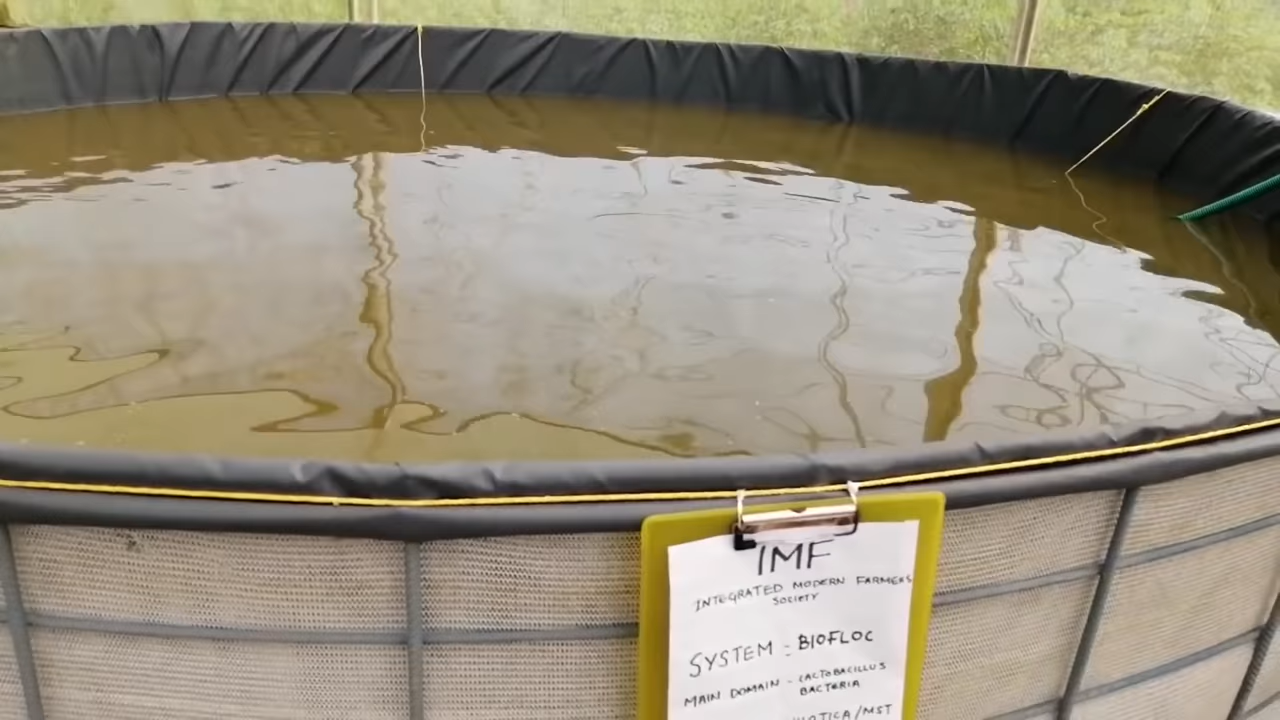 IMF
INTEGRATED MODERN FARMERS
SOCIETY
SYSTEM = BIOFLOC
MAIN DOMAIN - LACTOBACILLUS
BACTERIA